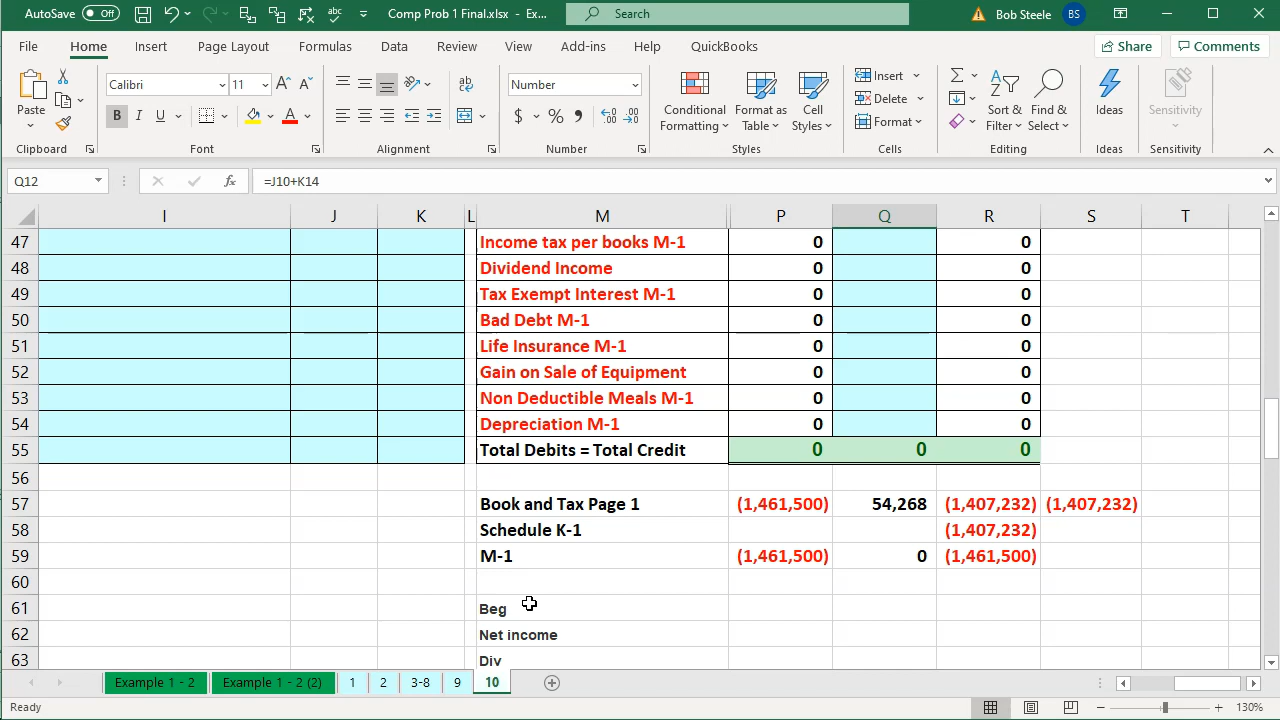 AutoSave Off Comp Prob 1 Final.xlsx - Ex... Search Bob Steele BS
File Home Insert Page Layout Formulas Data Review View Add-ins Help QuickBooks Share Comments
Paste Calibri 11 Number Conditional Formatting Format as Table Cell Styles Insert Delete Format Sort & Filter Find & Select Ideas Sensitivity
Clipboard Font Alignment Number Styles Cells Editing Ideas Sensitivity
Q12 fx =J10+K14
I J K L M P Q R S T
47 Income tax per books M-1 0 0
48 Dividend Income 0 0
49 Tax Exempt Interest M-1 0 0
50 Bad Debt M-1 0 0
51 Life Insurance M-1 0 0
52 Gain on Sale of Equipment 0 0
53 Non Deductible Meals M-1 0 0
54 Depreciation M-1 0 0
55 Total Debits = Total Credit 0 0 0
56
57 Book and Tax Page 1 (1,461,500) 54,268 (1,407,232) (1,407,232)
58 Schedule K-1 (1,407,232)
59 M-1 (1,461,500) 0 (1,461,500)
60
61 Beg
62 Net income
63 Div
Example 1 - 2 Example 1 - 2 (2) 1 2 3-8 9 10
Ready 130%